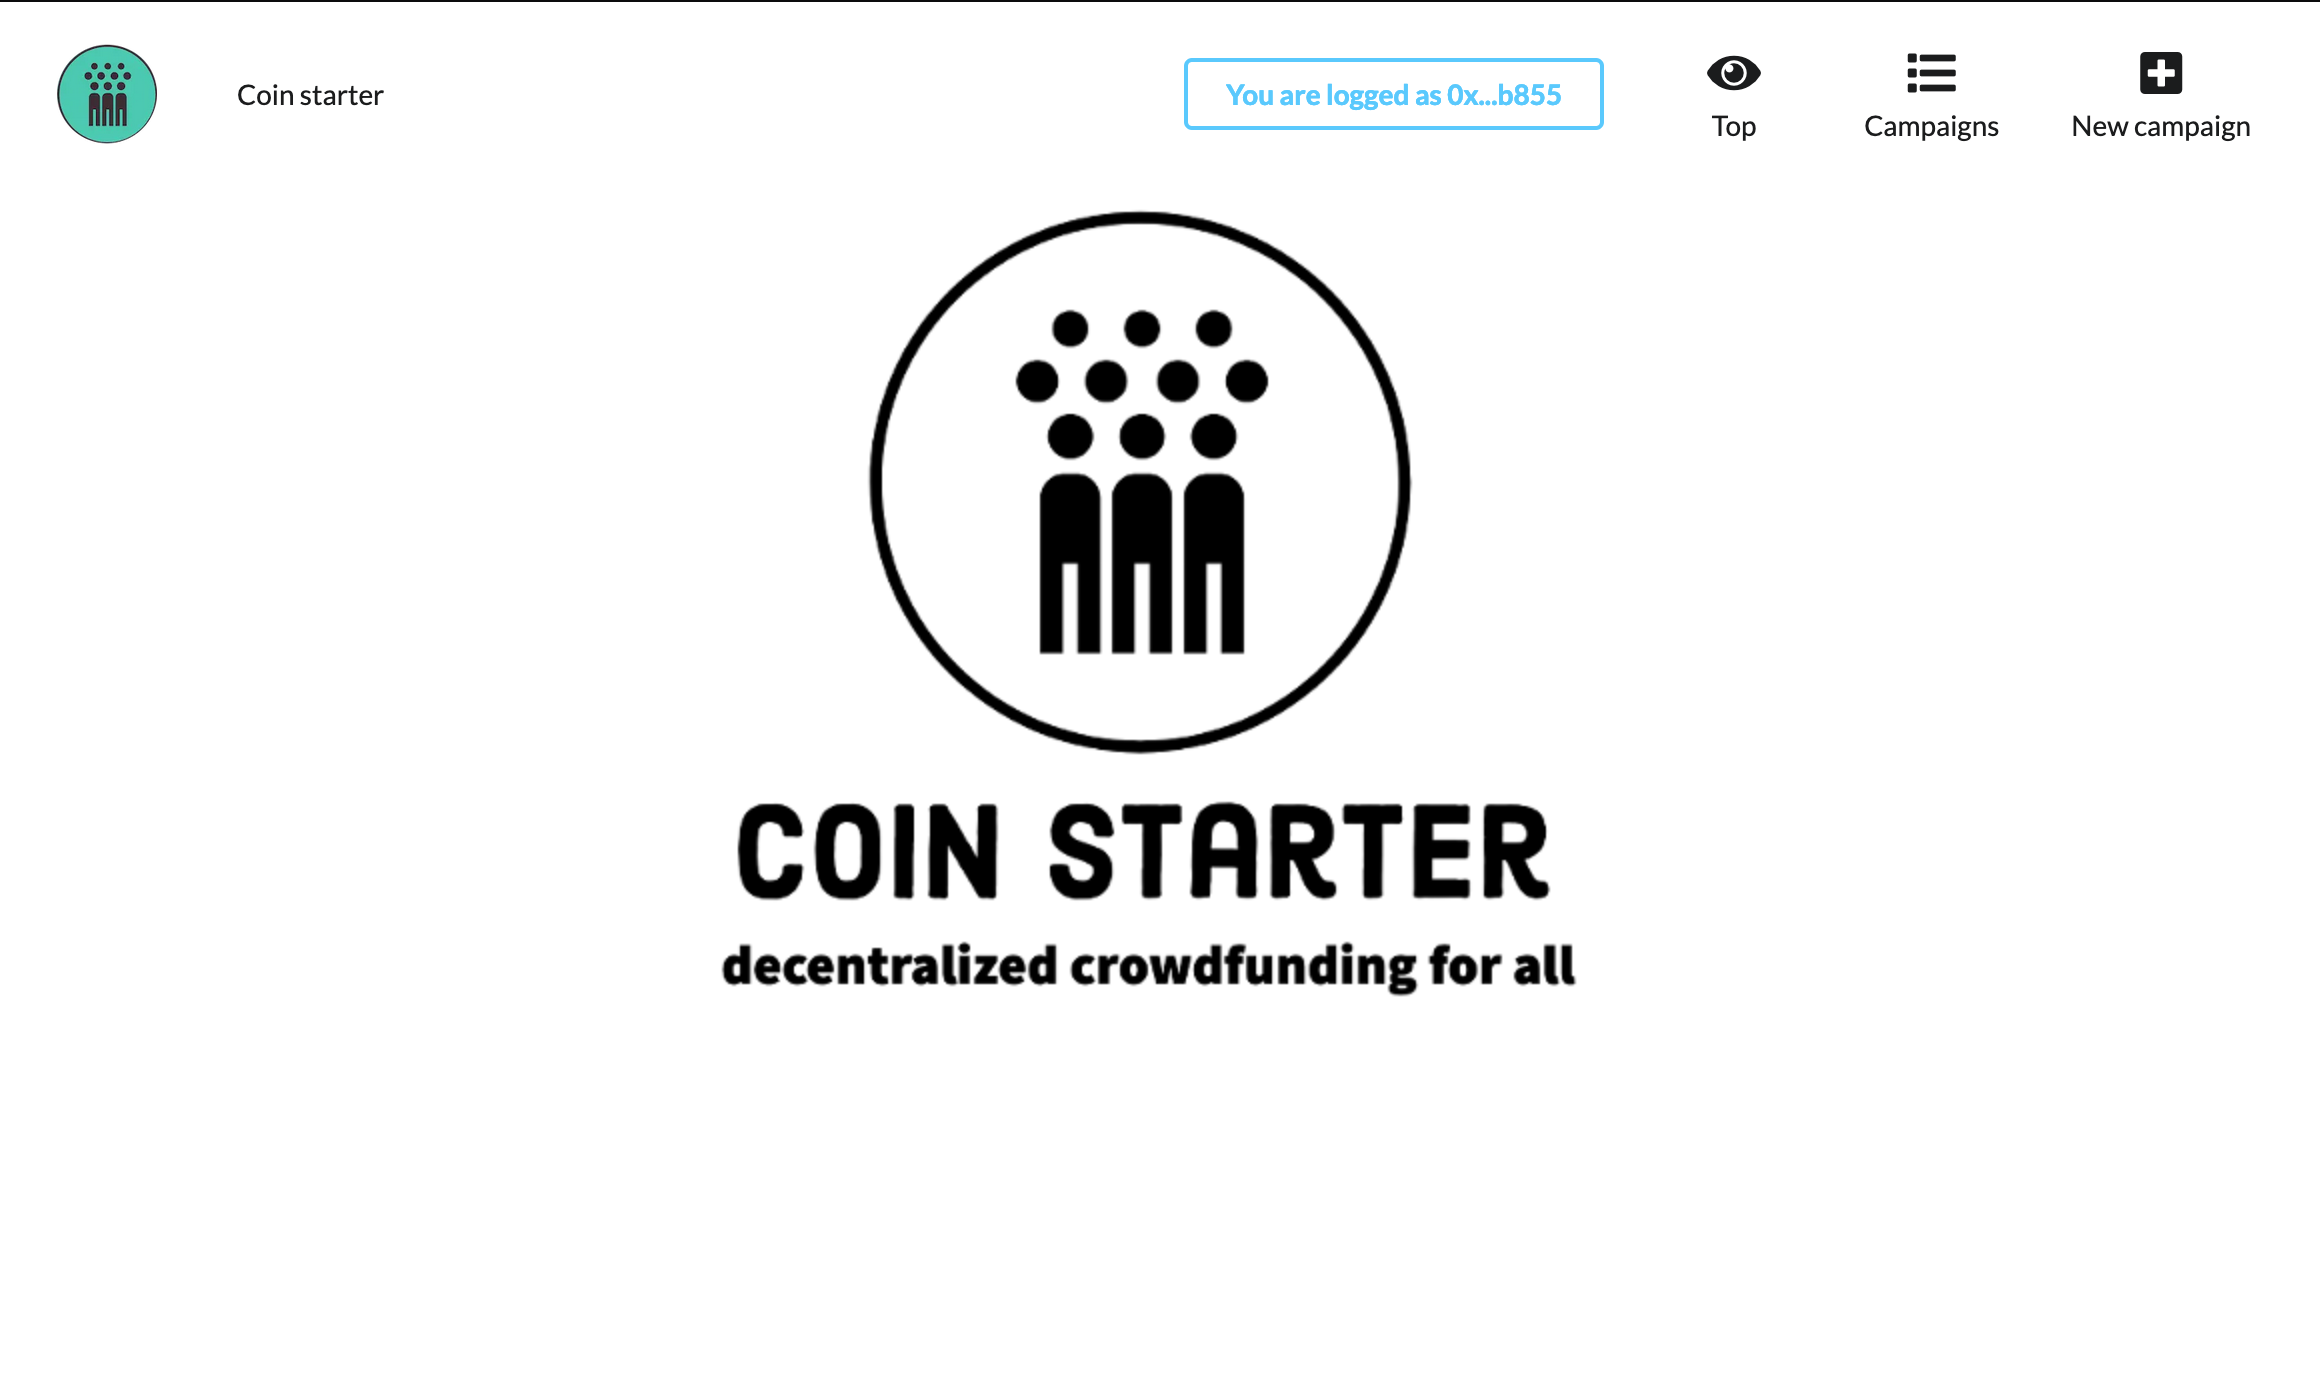 Coin starter
You are logged as 0x...b855
Top
Campaigns
New campaign
COIN STARTER
decentralized crowdfunding for all